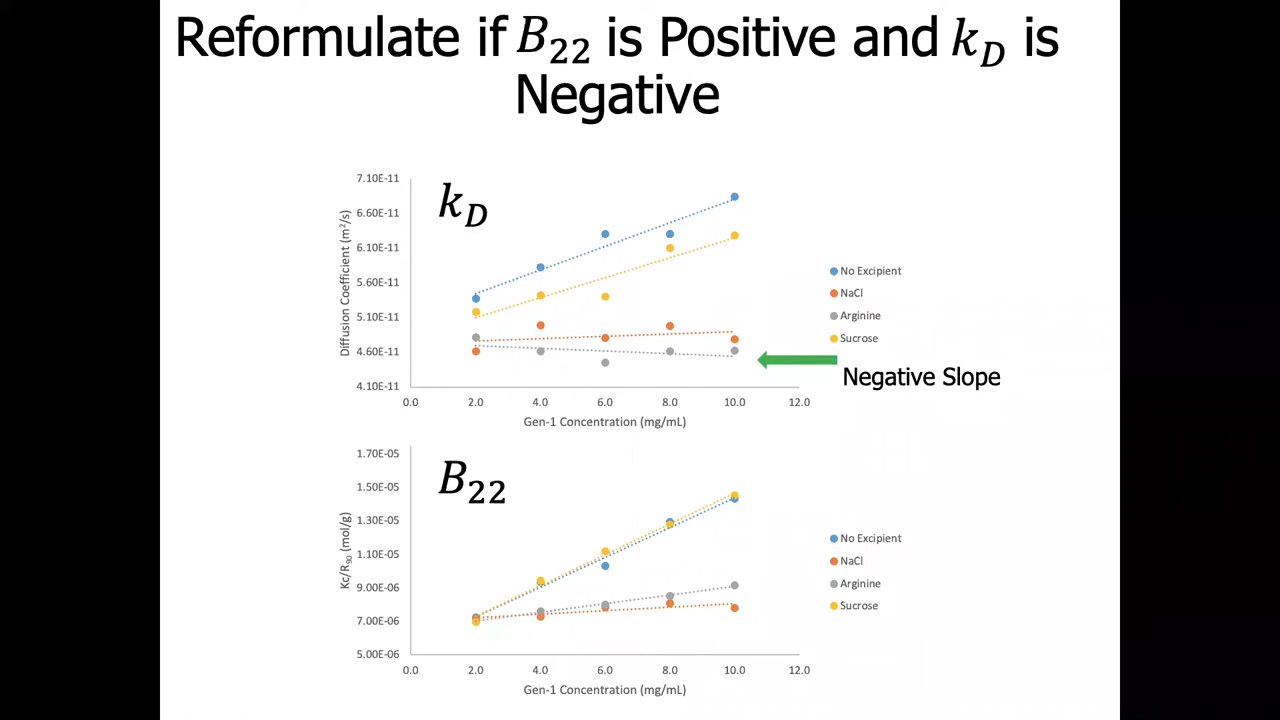 Reformulate if B₂₂ is Positive and k_D is
Negative
k_D
Diffusion Coefficient (m²/s)
7.10E-11
6.60E-11
6.10E-11
5.60E-11
5.10E-11
4.60E-11
4.10E-11
0.0 2.0 4.0 6.0 8.0 10.0 12.0
Gen-1 Concentration (mg/mL)
No Excipient
NaCl
Arginine
Sucrose
Negative Slope
B₂₂
Kc/R₉₀ (mol/g)
1.70E-05
1.50E-05
1.30E-05
1.10E-05
9.00E-06
7.00E-06
5.00E-06
0.0 2.0 4.0 6.0 8.0 10.0 12.0
Gen-1 Concentration (mg/mL)
No Excipient
NaCl
Arginine
Sucrose